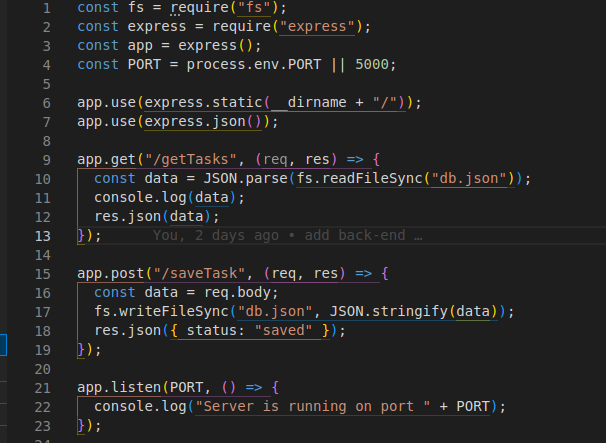 1 const fs = require("fs");
2 const express = require("express");
3 const app = express();
4 const PORT = process.env.PORT || 5000;
5
6 app.use(express.static(__dirname + "/"));
7 app.use(express.json());
8
9 app.get("/getTasks", (req, res) => {
10   const data = JSON.parse(fs.readFileSync("db.json"));
11   console.log(data);
12   res.json(data);
13 });     You, 2 days ago • add back-end …
14
15 app.post("/saveTask", (req, res) => {
16   const data = req.body;
17   fs.writeFileSync("db.json", JSON.stringify(data));
18   res.json({ status: "saved" });
19 });
20
21 app.listen(PORT, () => {
22   console.log("Server is running on port " + PORT);
23 });
24